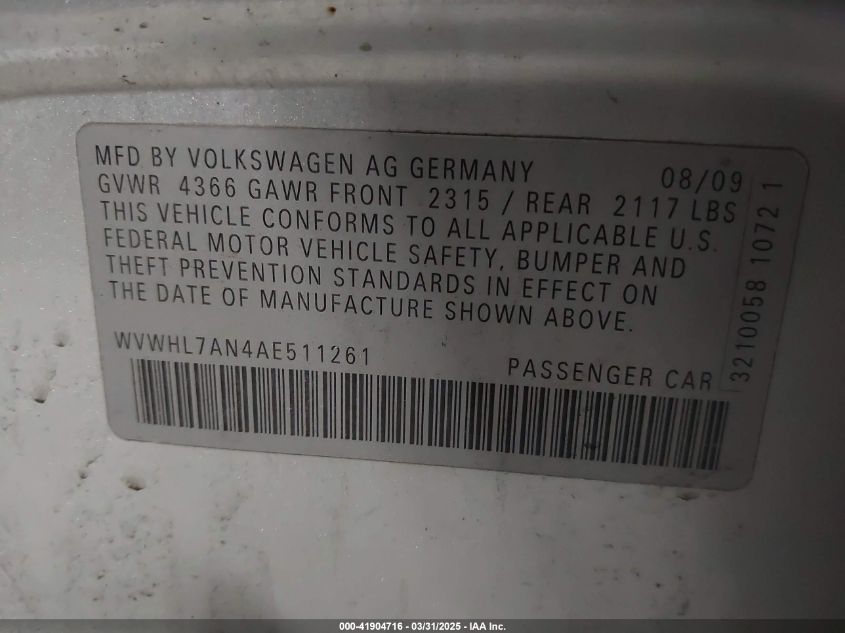 MFD BY VOLKSWAGEN AG GERMANY 08/09
GVWR 4366 GAWR FRONT 2315 / REAR 2117 LBS
THIS VEHICLE CONFORMS TO ALL APPLICABLE U.S.
FEDERAL MOTOR VEHICLE SAFETY, BUMPER AND
THEFT PREVENTION STANDARDS IN EFFECT ON
THE DATE OF MANUFACTURE SHOWN ABOVE.
WVWHL7AN4AE511261 PASSENGER CAR
3210058 1072 1
000-41904716 - 03/31/2025 - IAA Inc.